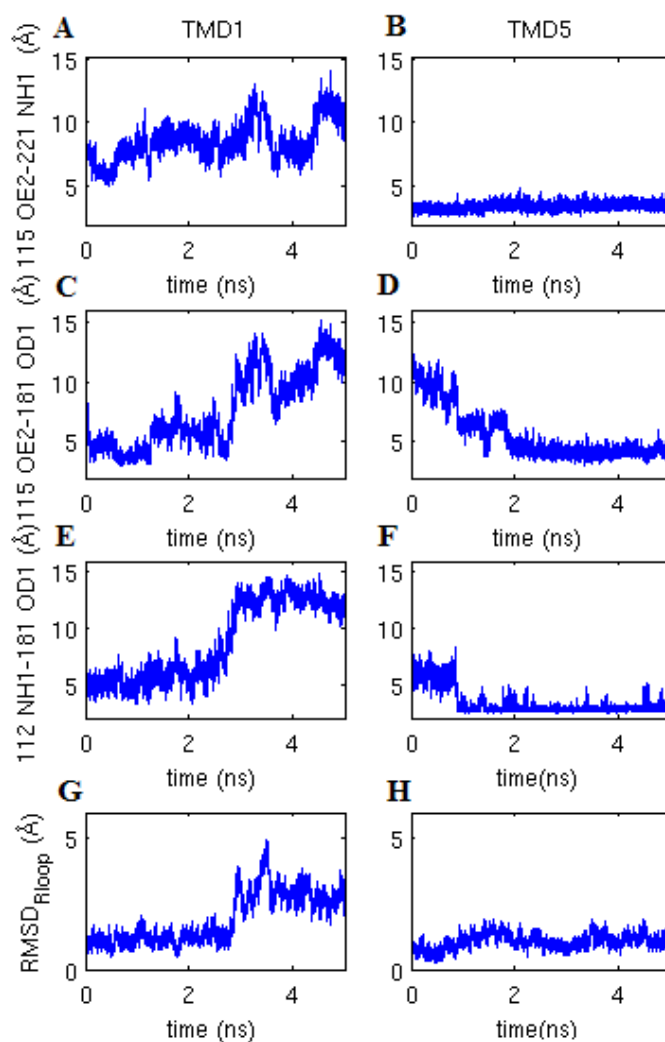 A TMD1 B TMD5
115 OE2-221 NH1 (Å)
15
10
5
0 2 4
time (ns)
15
10
5
0 2 4
time (ns)
C D
115 OE2-181 OD1 (Å)
15
10
5
0 2 4
time (ns)
15
10
5
0 2 4
time (ns)
E F
112 NH1-181 OD1 (Å)
15
10
5
0 2 4
time (ns)
15
10
5
0 2 4
time(ns)
G H
RMSD_Rloop (Å)
5
0
0 2 4
time (ns)
5
0
0 2 4
time(ns)